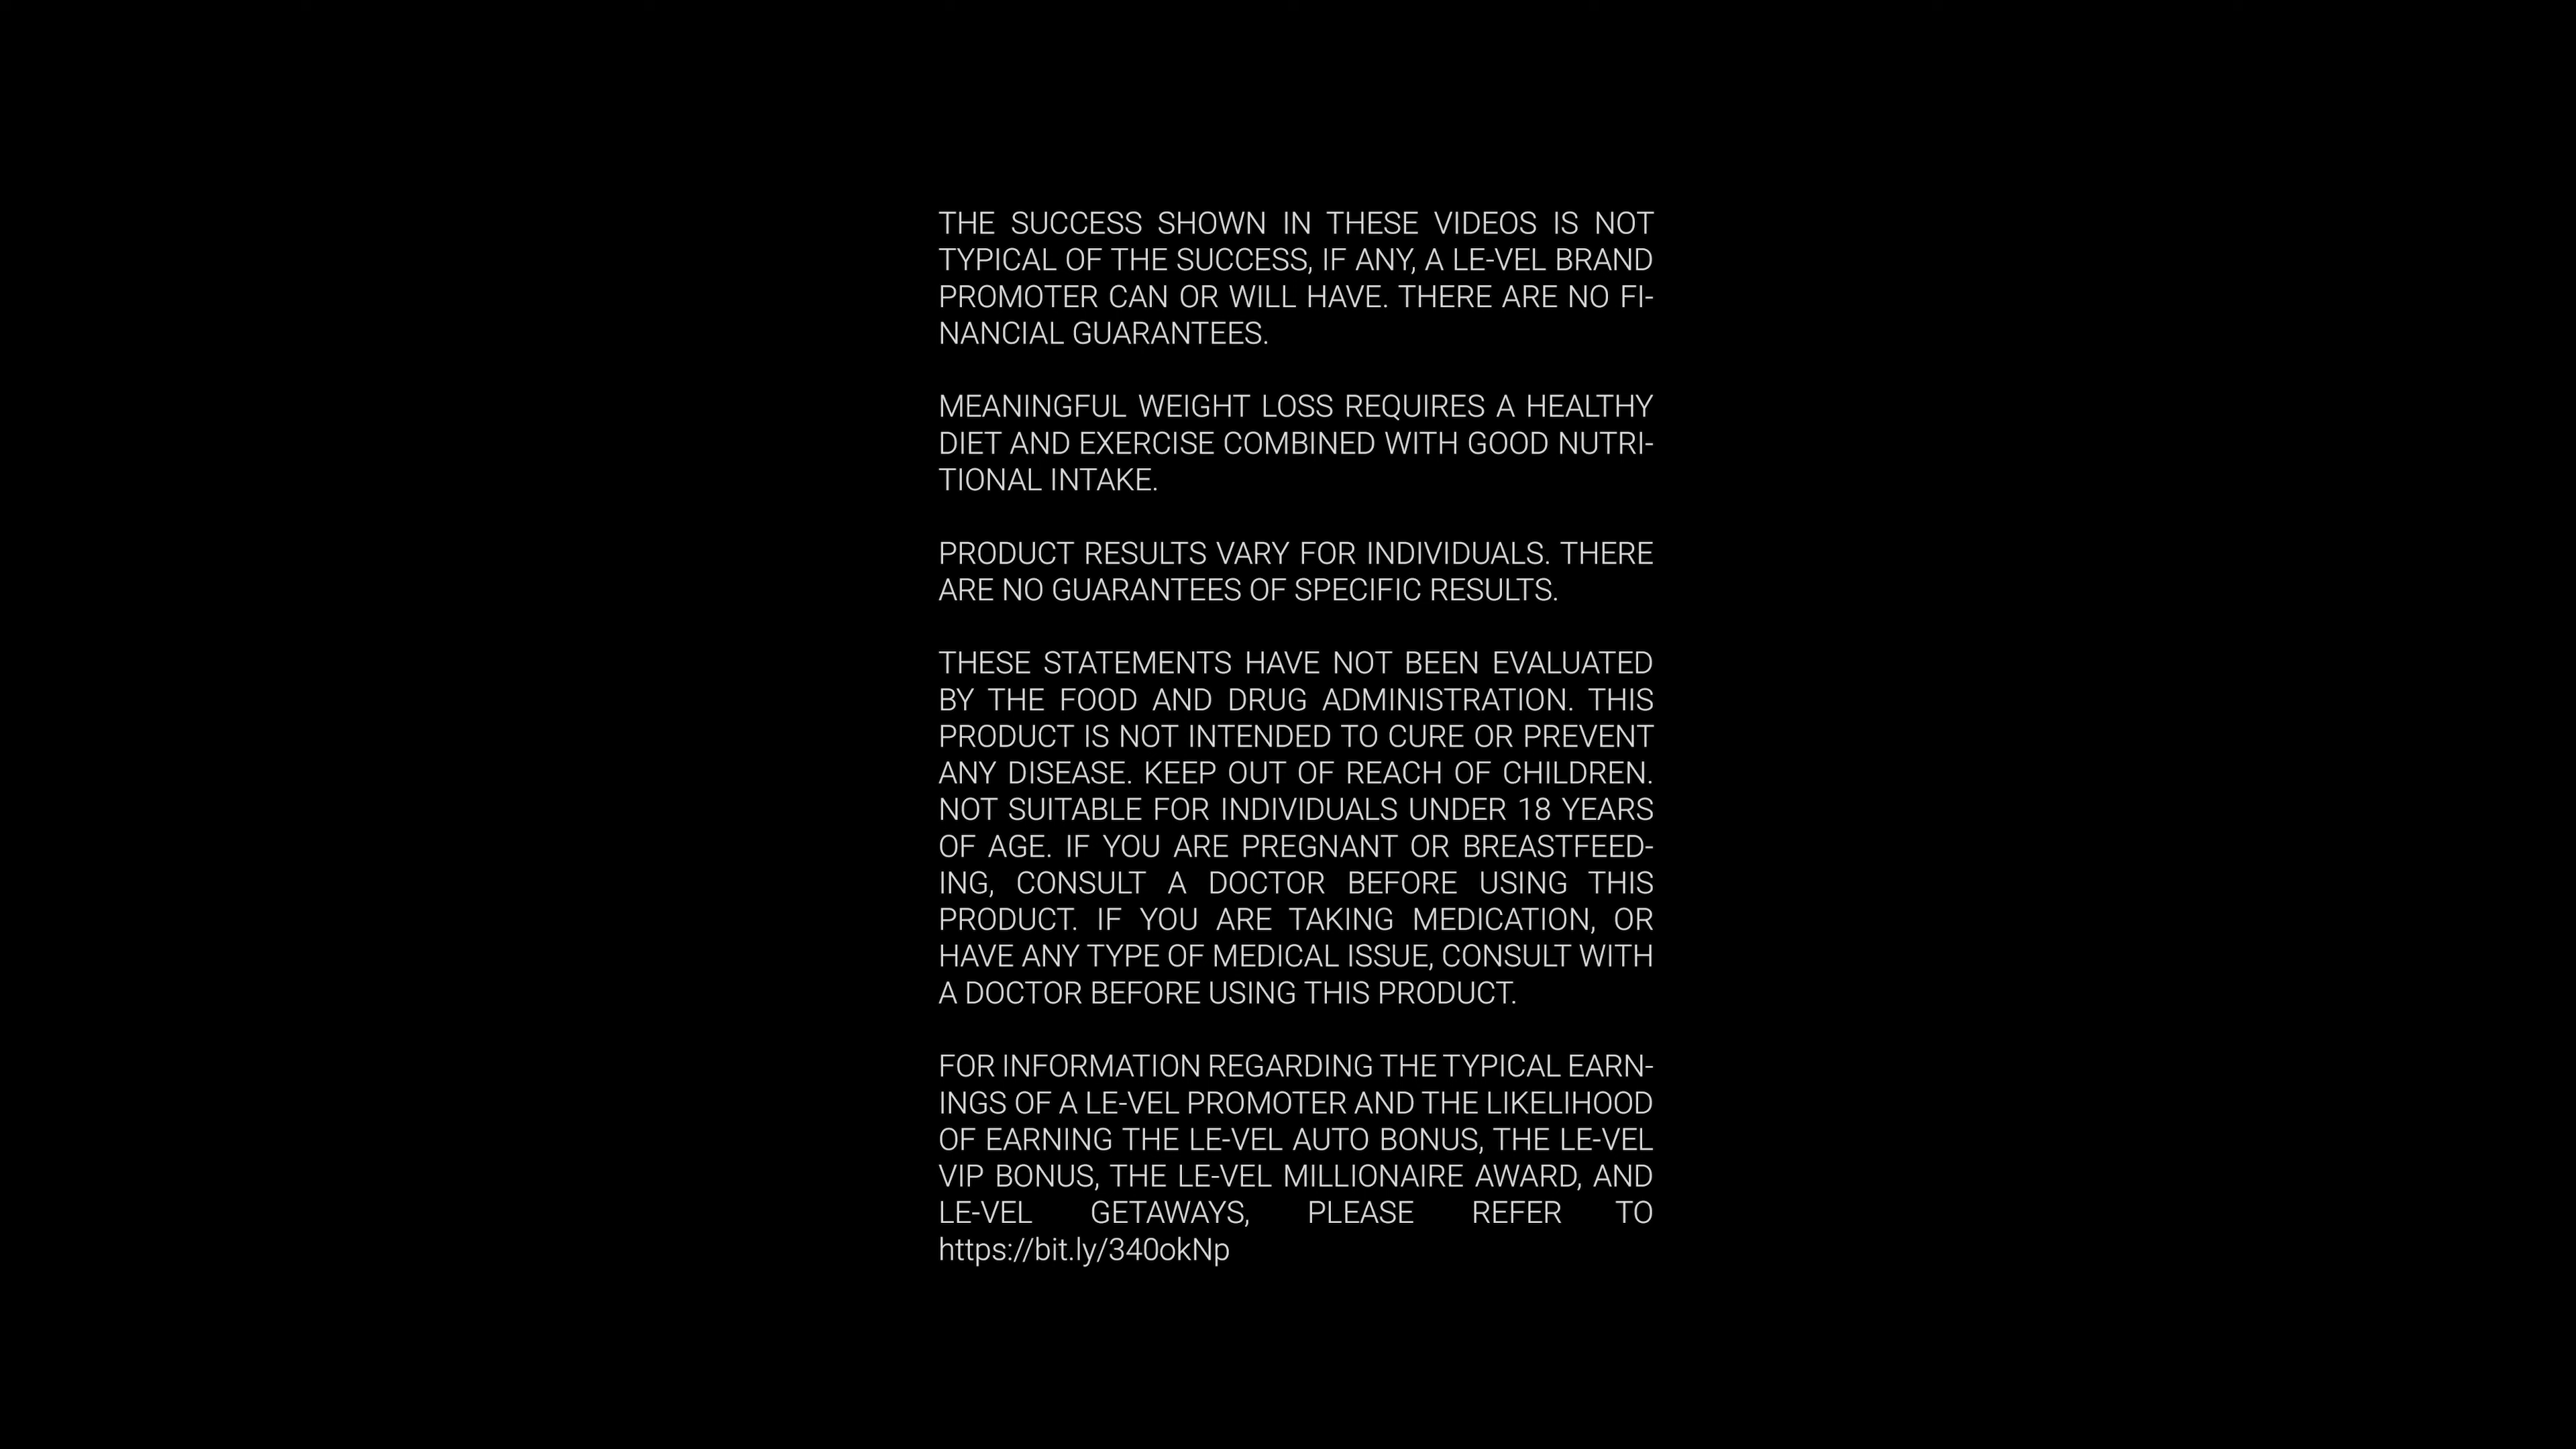 THE SUCCESS SHOWN IN THESE VIDEOS IS NOT
TYPICAL OF THE SUCCESS, IF ANY, A LE-VEL BRAND
PROMOTER CAN OR WILL HAVE. THERE ARE NO FI-
NANCIAL GUARANTEES.
MEANINGFUL WEIGHT LOSS REQUIRES A HEALTHY
DIET AND EXERCISE COMBINED WITH GOOD NUTRI-
TIONAL INTAKE.
PRODUCT RESULTS VARY FOR INDIVIDUALS. THERE
ARE NO GUARANTEES OF SPECIFIC RESULTS.
THESE STATEMENTS HAVE NOT BEEN EVALUATED
BY THE FOOD AND DRUG ADMINISTRATION. THIS
PRODUCT IS NOT INTENDED TO CURE OR PREVENT
ANY DISEASE. KEEP OUT OF REACH OF CHILDREN.
NOT SUITABLE FOR INDIVIDUALS UNDER 18 YEARS
OF AGE. IF YOU ARE PREGNANT OR BREASTFEED-
ING, CONSULT A DOCTOR BEFORE USING THIS
PRODUCT. IF YOU ARE TAKING MEDICATION, OR
HAVE ANY TYPE OF MEDICAL ISSUE, CONSULT WITH
A DOCTOR BEFORE USING THIS PRODUCT.
FOR INFORMATION REGARDING THE TYPICAL EARN-
INGS OF A LE-VEL PROMOTER AND THE LIKELIHOOD
OF EARNING THE LE-VEL AUTO BONUS, THE LE-VEL
VIP BONUS, THE LE-VEL MILLIONAIRE AWARD, AND
LE-VEL GETAWAYS, PLEASE REFER TO
https://bit.ly/340okNp